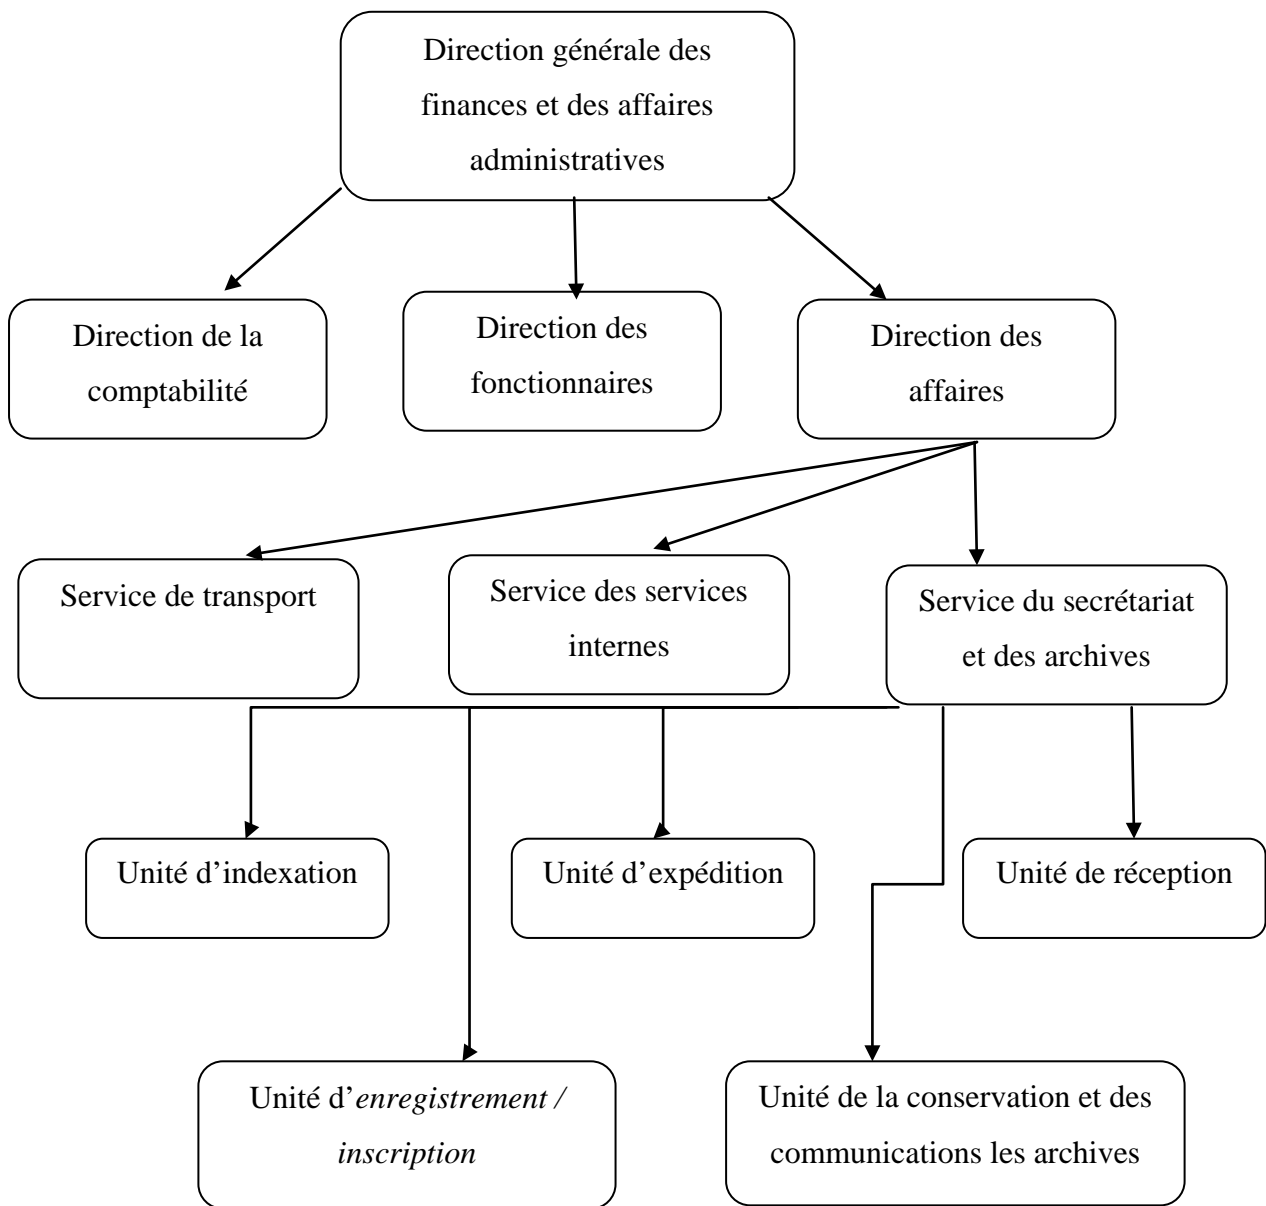 Direction générale des
finances et des affaires
administratives
Direction de la
comptabilité
Direction des
fonctionnaires
Direction des
affaires
Service de transport
Service des services
internes
Service du secrétariat
et des archives
Unité d’indexation
Unité d’expédition
Unité de réception
Unité d’enregistrement /
inscription
Unité de la conservation et des
communications les archives